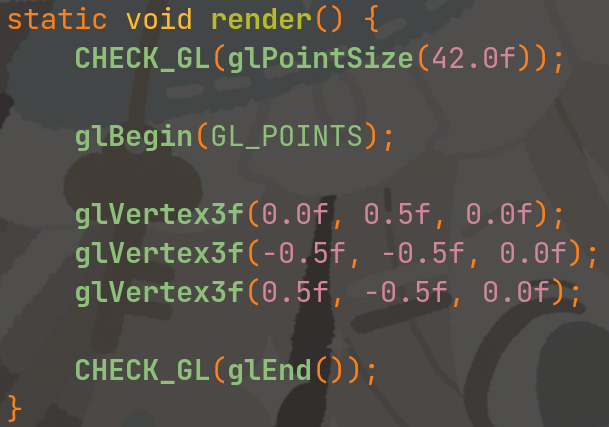 static void render() {
    CHECK_GL(glPointSize(42.0f));

    glBegin(GL_POINTS);

    glVertex3f(0.0f, 0.5f, 0.0f);
    glVertex3f(-0.5f, -0.5f, 0.0f);
    glVertex3f(0.5f, -0.5f, 0.0f);

    CHECK_GL(glEnd());
}